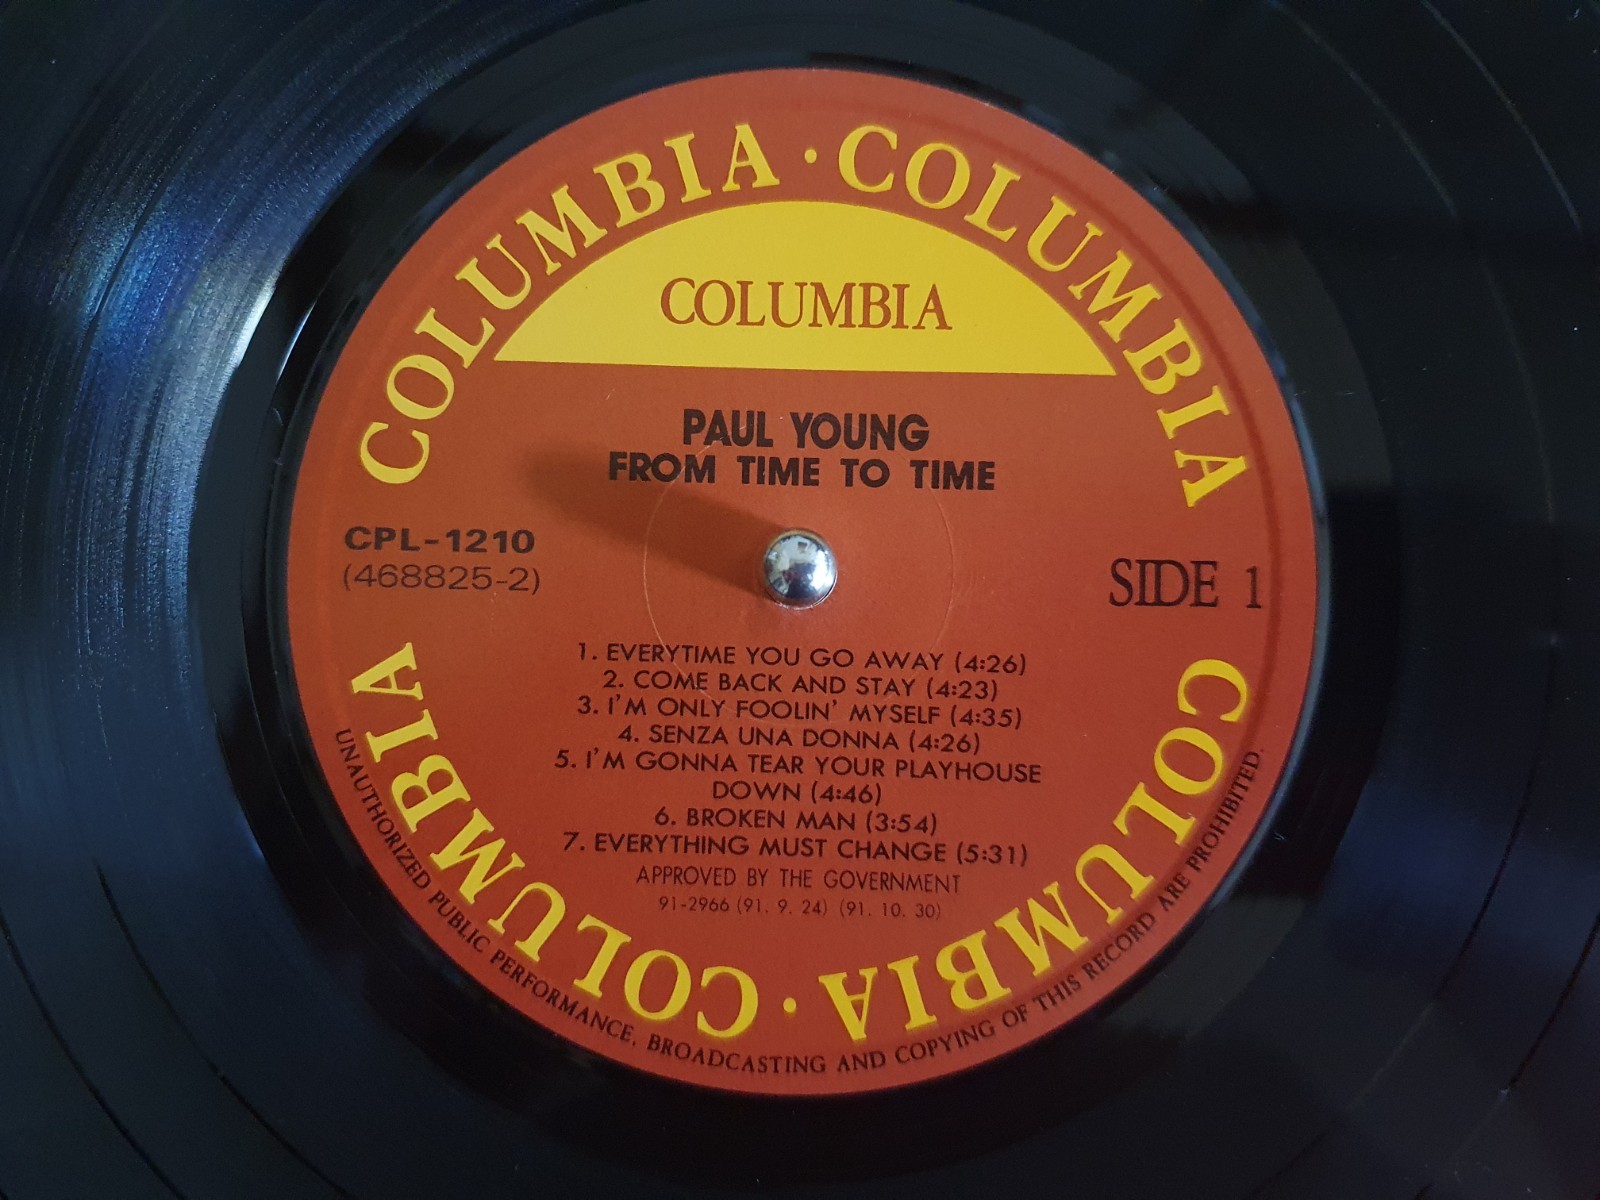 COLUMBIA · COLUMBIA
COLUMBIA
PAUL YOUNG
FROM TIME TO TIME
CPL-1210
(468825-2)
SIDE 1
1. EVERYTIME YOU GO AWAY (4:26)
2. COME BACK AND STAY (4:23)
3. I'M ONLY FOOLIN' MYSELF (4:35)
4. SENZA UNA DONNA (4:26)
5. I'M GONNA TEAR YOUR PLAYHOUSE
DOWN (4:46)
6. BROKEN MAN (3:54)
7. EVERYTHING MUST CHANGE (5:31)
APPROVED BY THE GOVERNMENT
91-2966 (91. 9. 24) (91. 10. 30)
COLUMBIA · COLUMBIA
UNAUTHORIZED PUBLIC PERFORMANCE, BROADCASTING AND COPYING OF THIS RECORD ARE PROHIBITED.